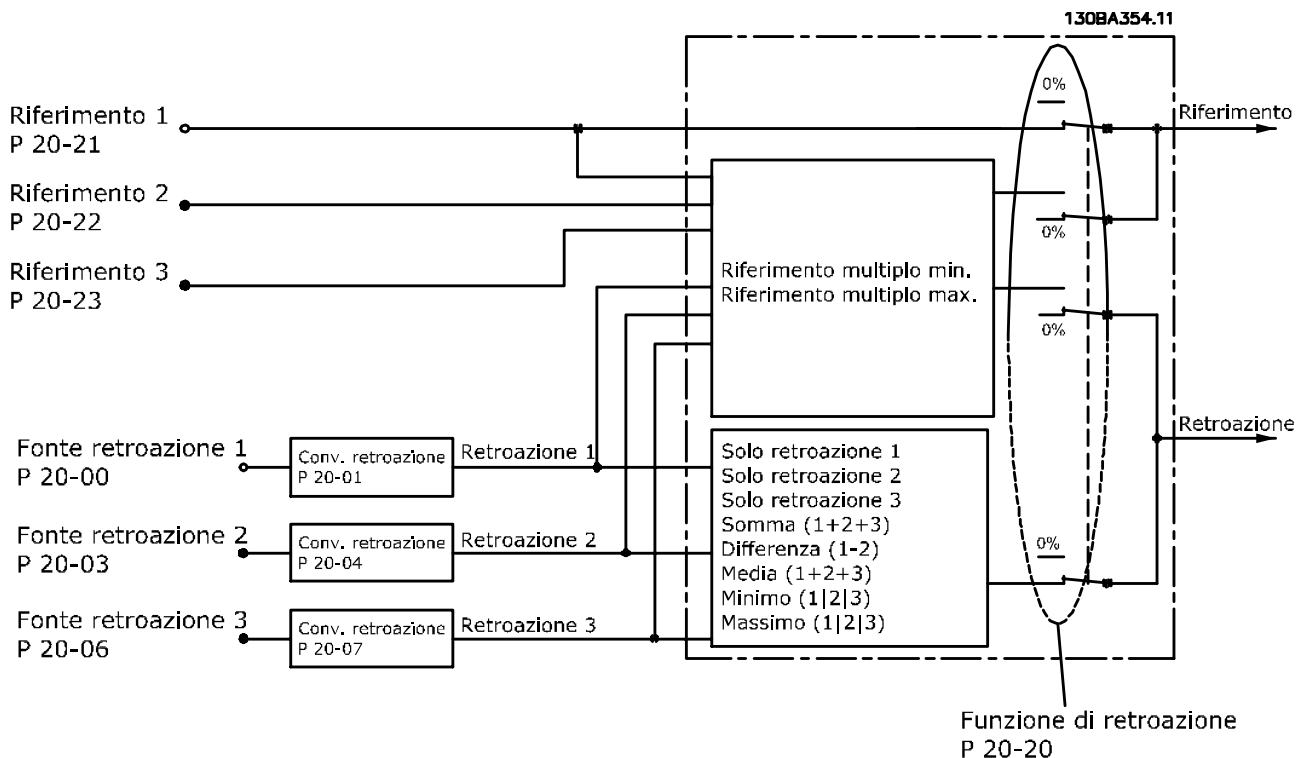 130BA354.11
0%
Riferimento 1
P 20-21
Riferimento
Riferimento 2
P 20-22
0%
Riferimento 3
P 20-23
Riferimento multiplo min.
Riferimento multiplo max.
0%
Retroazione
Fonte retroazione 1
P 20-00
Conv. retroazione
P 20-01
Retroazione 1
Solo retroazione 1
Solo retroazione 2
Solo retroazione 3
Somma (1+2+3)
Differenza (1-2)
Media (1+2+3)
Minimo (1|2|3)
Massimo (1|2|3)
Fonte retroazione 2
P 20-03
Conv. retroazione
P 20-04
Retroazione 2
0%
Fonte retroazione 3
P 20-06
Conv. retroazione
P 20-07
Retroazione 3
Funzione di retroazione
P 20-20